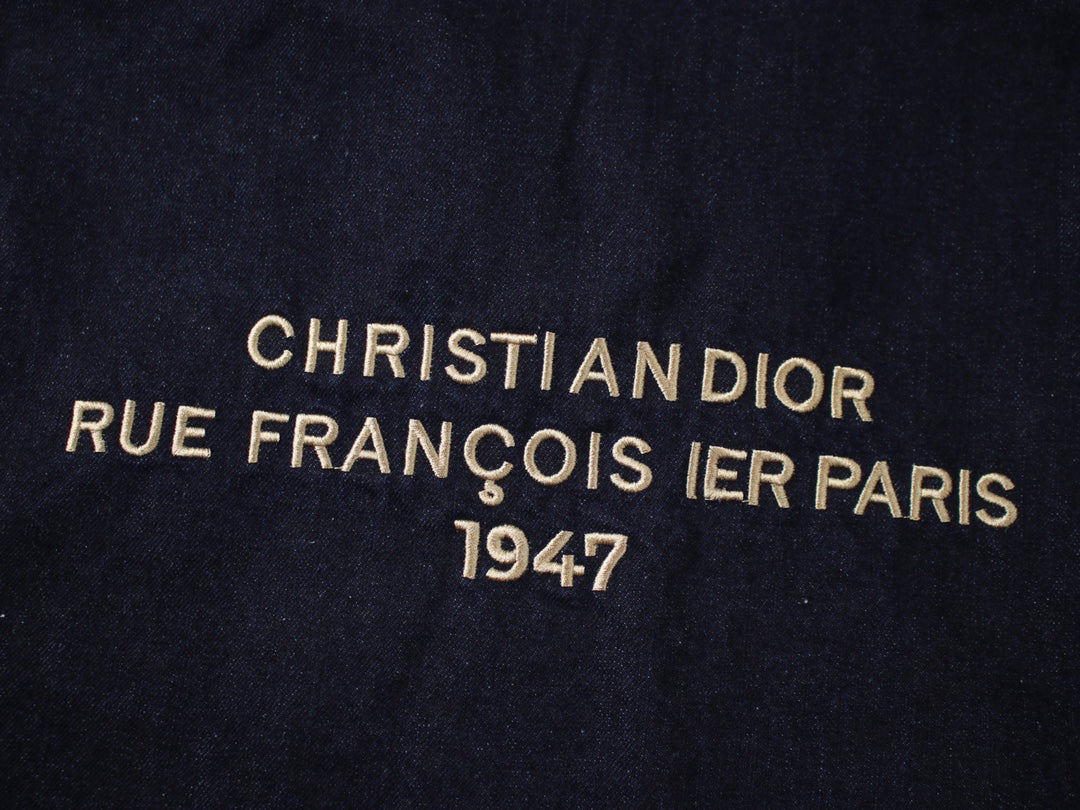 CHRISTIAN DIOR
RUE FRANÇOIS IER PARIS
1947